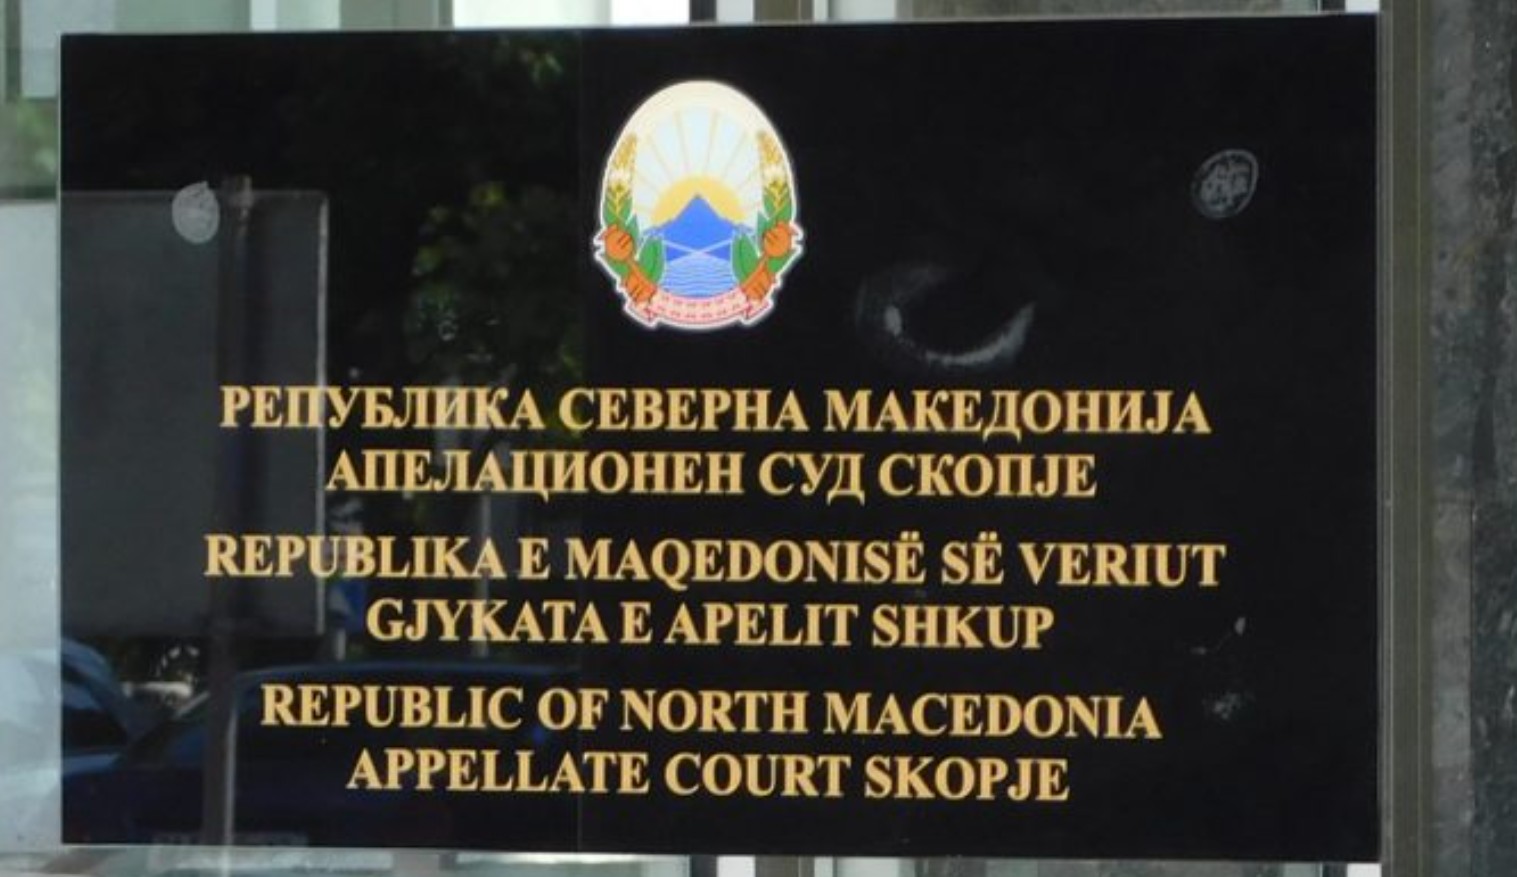 РЕПУБЛИКА СЕВЕРНА МАКЕДОНИЈА
АПЕЛАЦИОНЕН СУД СКОПЈЕ
REPUBLIKA E MAQEDONISË SË VERIUT
GJYKATA E APELIT SHKUP
REPUBLIC OF NORTH MACEDONIA
APPELLATE COURT SKOPJE